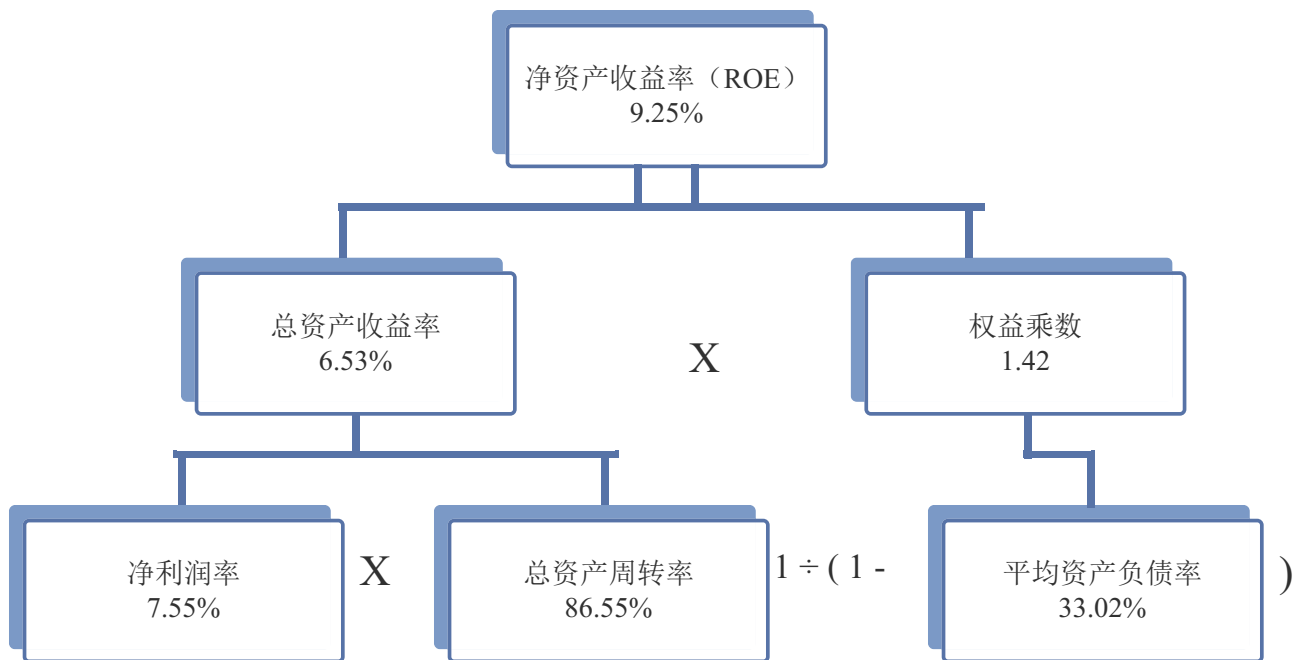 净资产收益率（ROE）
9.25%
总资产收益率
6.53%
X
权益乘数
1.42
净利润率
7.55%
X
总资产周转率
86.55%
1 ÷ ( 1 -
平均资产负债率
33.02%
)